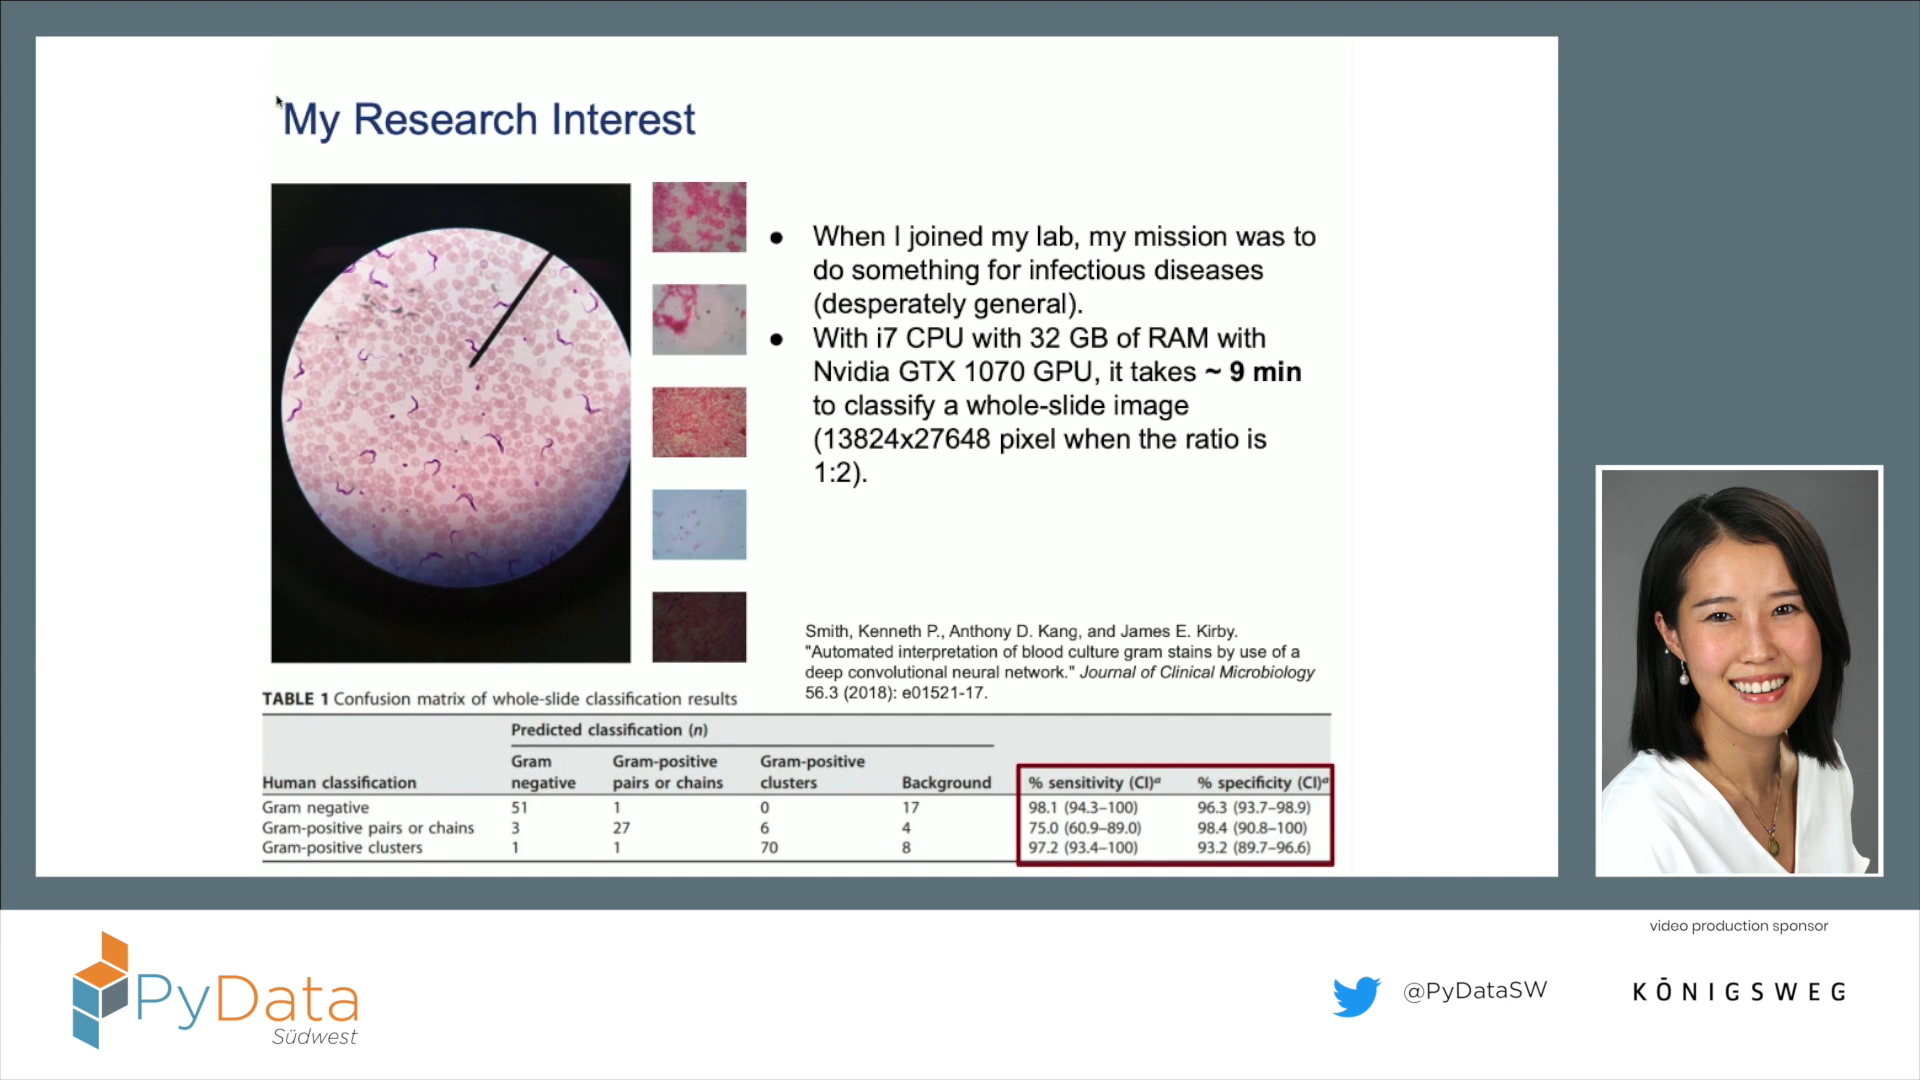 My Research Interest
● When I joined my lab, my mission was to
do something for infectious diseases
(desperately general).
● With i7 CPU with 32 GB of RAM with
Nvidia GTX 1070 GPU, it takes ~ 9 min
to classify a whole-slide image
(13824x27648 pixel when the ratio is
1:2).
Smith, Kenneth P., Anthony D. Kang, and James E. Kirby.
"Automated interpretation of blood culture gram stains by use of a
deep convolutional neural network." Journal of Clinical Microbiology
56.3 (2018): e01521-17.
TABLE 1 Confusion matrix of whole-slide classification results
Predicted classification (n)
Human classification Gram negative Gram-positive pairs or chains Gram-positive clusters Background % sensitivity (CI)ᵃ % specificity (CI)ᵃ
Gram negative 51 1 0 17 98.1 (94.3–100) 96.3 (93.7–98.9)
Gram-positive pairs or chains 3 27 6 4 75.0 (60.9–89.0) 98.4 (90.8–100)
Gram-positive clusters 1 1 70 8 97.2 (93.4–100) 93.2 (89.7–96.6)
video production sponsor
PyData
Südwest
@PyDataSW
KÖNIGSWEG